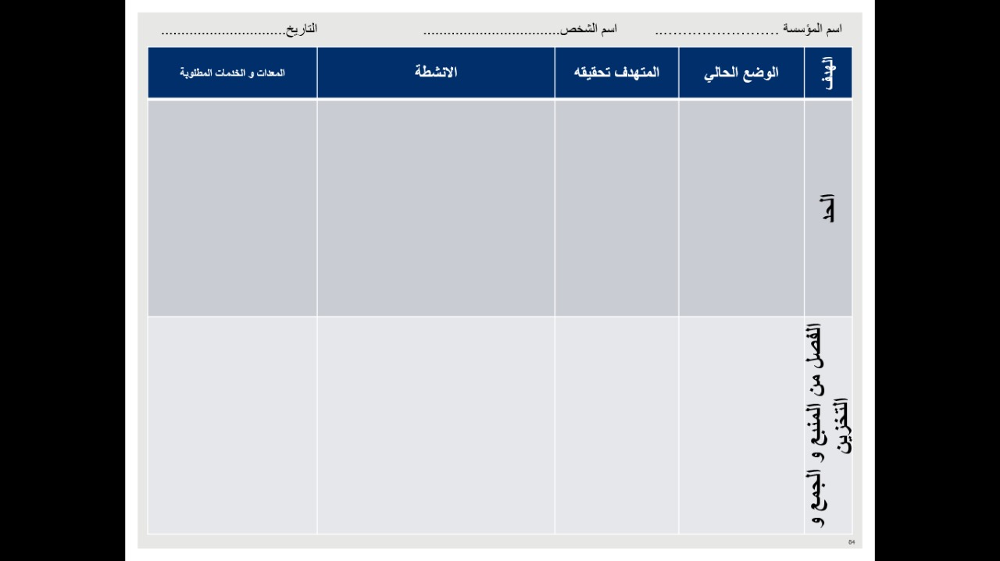 اسم المؤسسة ........................... اسم الشخص.................................. التاريخ...............................
الهدف الوضع الحالي المتهدف تحقيقه الانشطة المعدات و الخدمات المطلوبة
الحد
الفصل من المنبع و الجمع و
التخزين
84